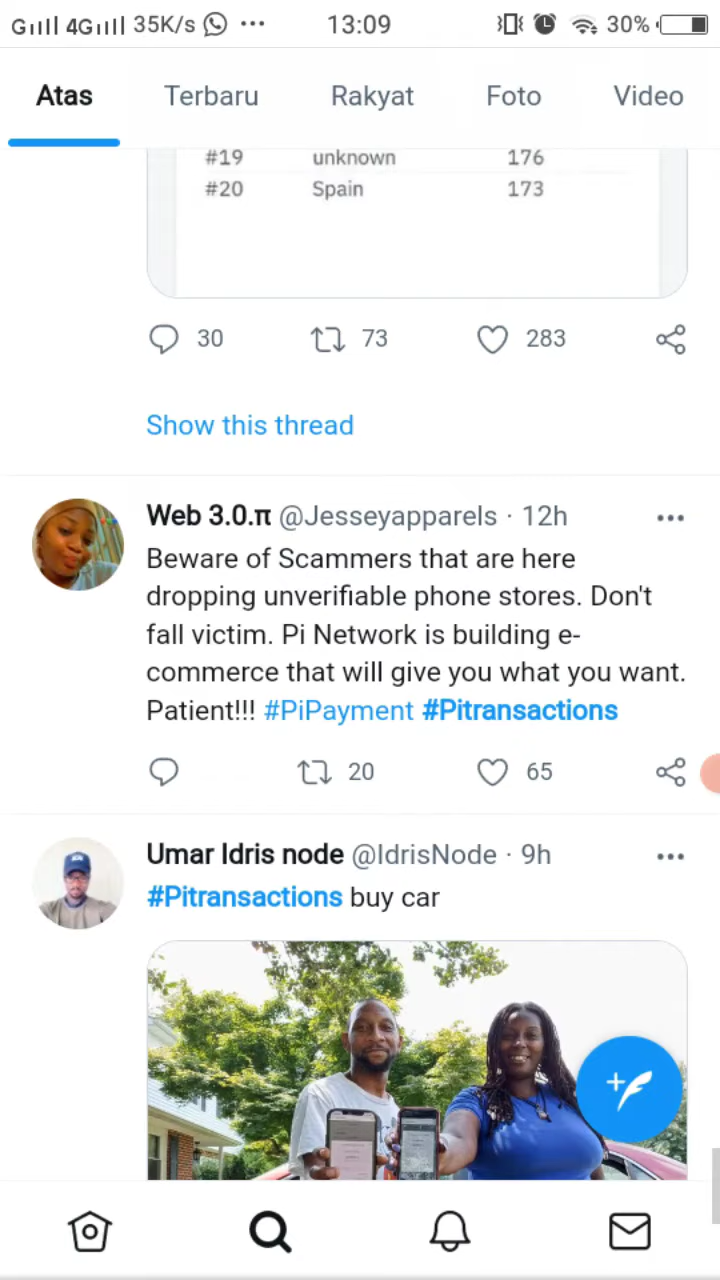 4G 35K/s ••• 13:09 30%
Atas Terbaru Rakyat Foto Video
#19 unknown 176
#20 Spain 173
30 73 283
Show this thread
Web 3.0.π @Jesseyapparels · 12h
Beware of Scammers that are here
dropping unverifiable phone stores. Don't
fall victim. Pi Network is building e-
commerce that will give you what you want.
Patient!!! #PiPayment #Pitransactions
20 65
Umar Idris node @IdrisNode · 9h
#Pitransactions buy car